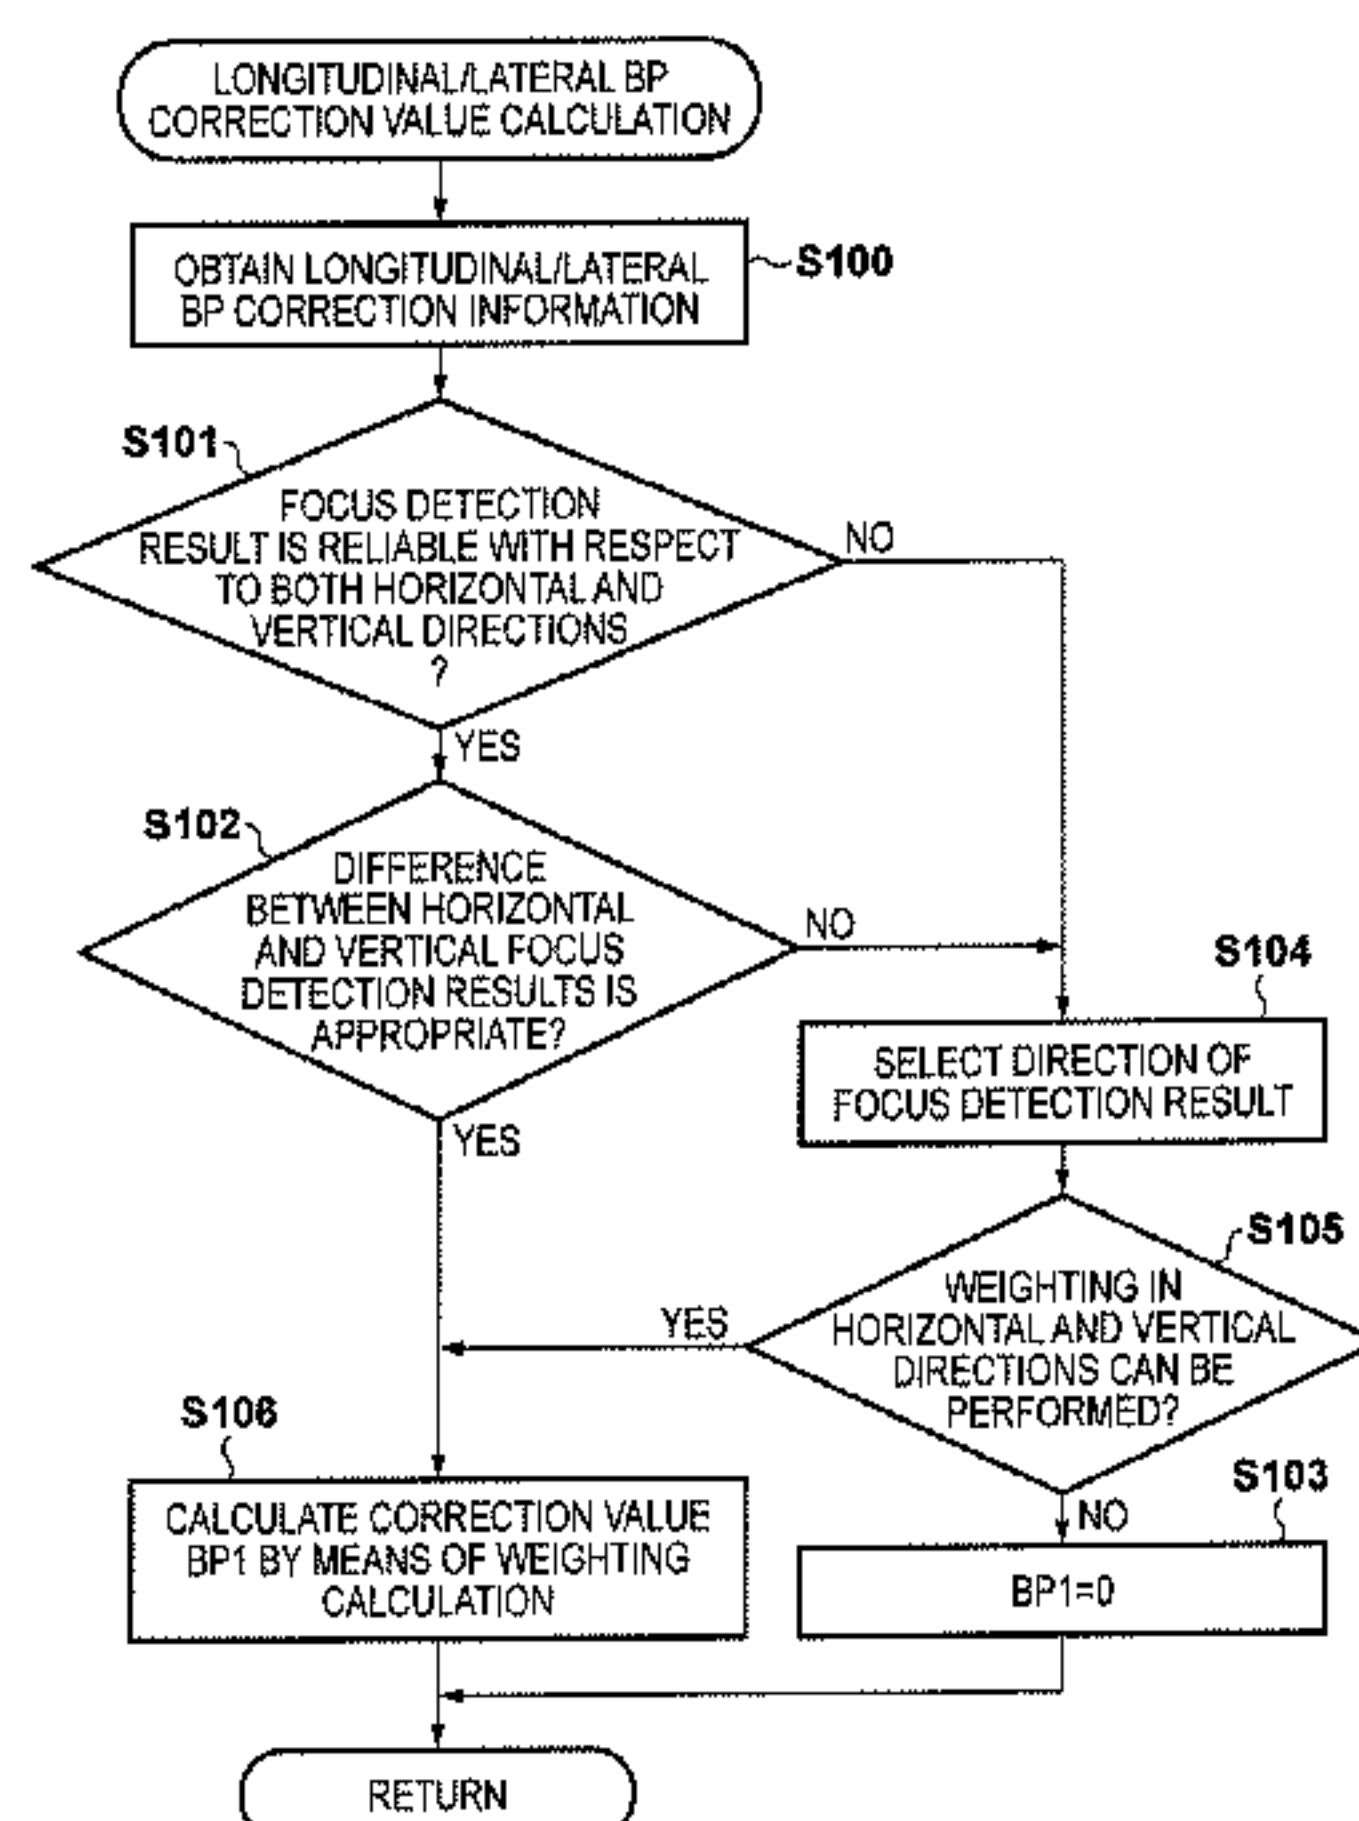 LONGITUDINAL/LATERAL BP
CORRECTION VALUE CALCULATION
OBTAIN LONGITUDINAL/LATERAL
BP CORRECTION INFORMATION
S100
S101
FOCUS DETECTION
RESULT IS RELIABLE WITH RESPECT
TO BOTH HORIZONTAL AND
VERTICAL DIRECTIONS
?
NO
YES
S102
DIFFERENCE
BETWEEN HORIZONTAL
AND VERTICAL FOCUS
DETECTION RESULTS IS
APPROPRIATE?
NO
YES
S104
SELECT DIRECTION OF
FOCUS DETECTION RESULT
S105
WEIGHTING IN
HORIZONTAL AND VERTICAL
DIRECTIONS CAN BE
PERFORMED?
YES
NO
S106
CALCULATE CORRECTION VALUE
BP1 BY MEANS OF WEIGHTING
CALCULATION
S103
BP1=0
RETURN